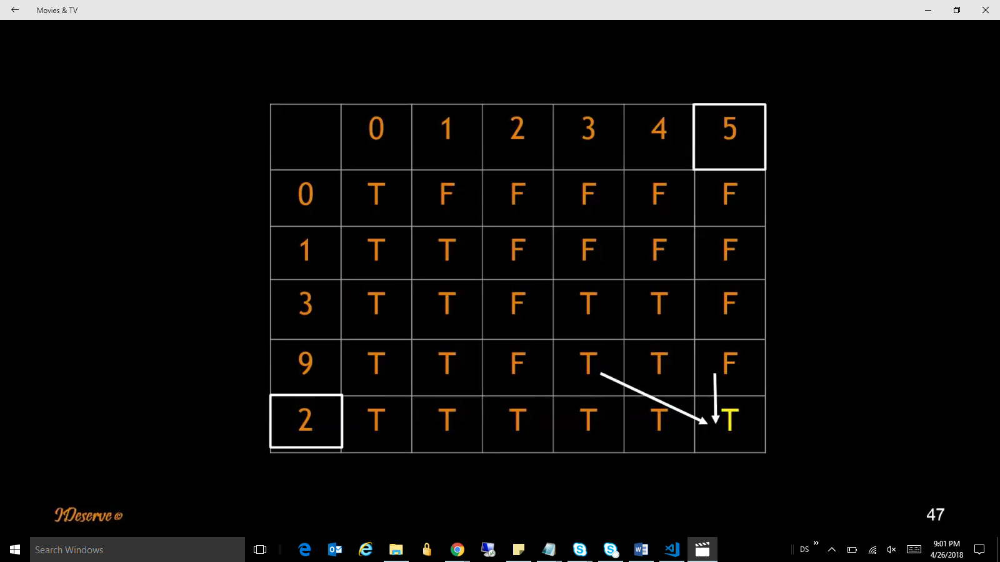 Movies & TV
0 1 2 3 4 5
0 T F F F F F
1 T T F F F F
3 T T F T T F
9 T T F T T F
2 T T T T T T
JDeserve ©
47
Search Windows
DS
9:01 PM
4/26/2018